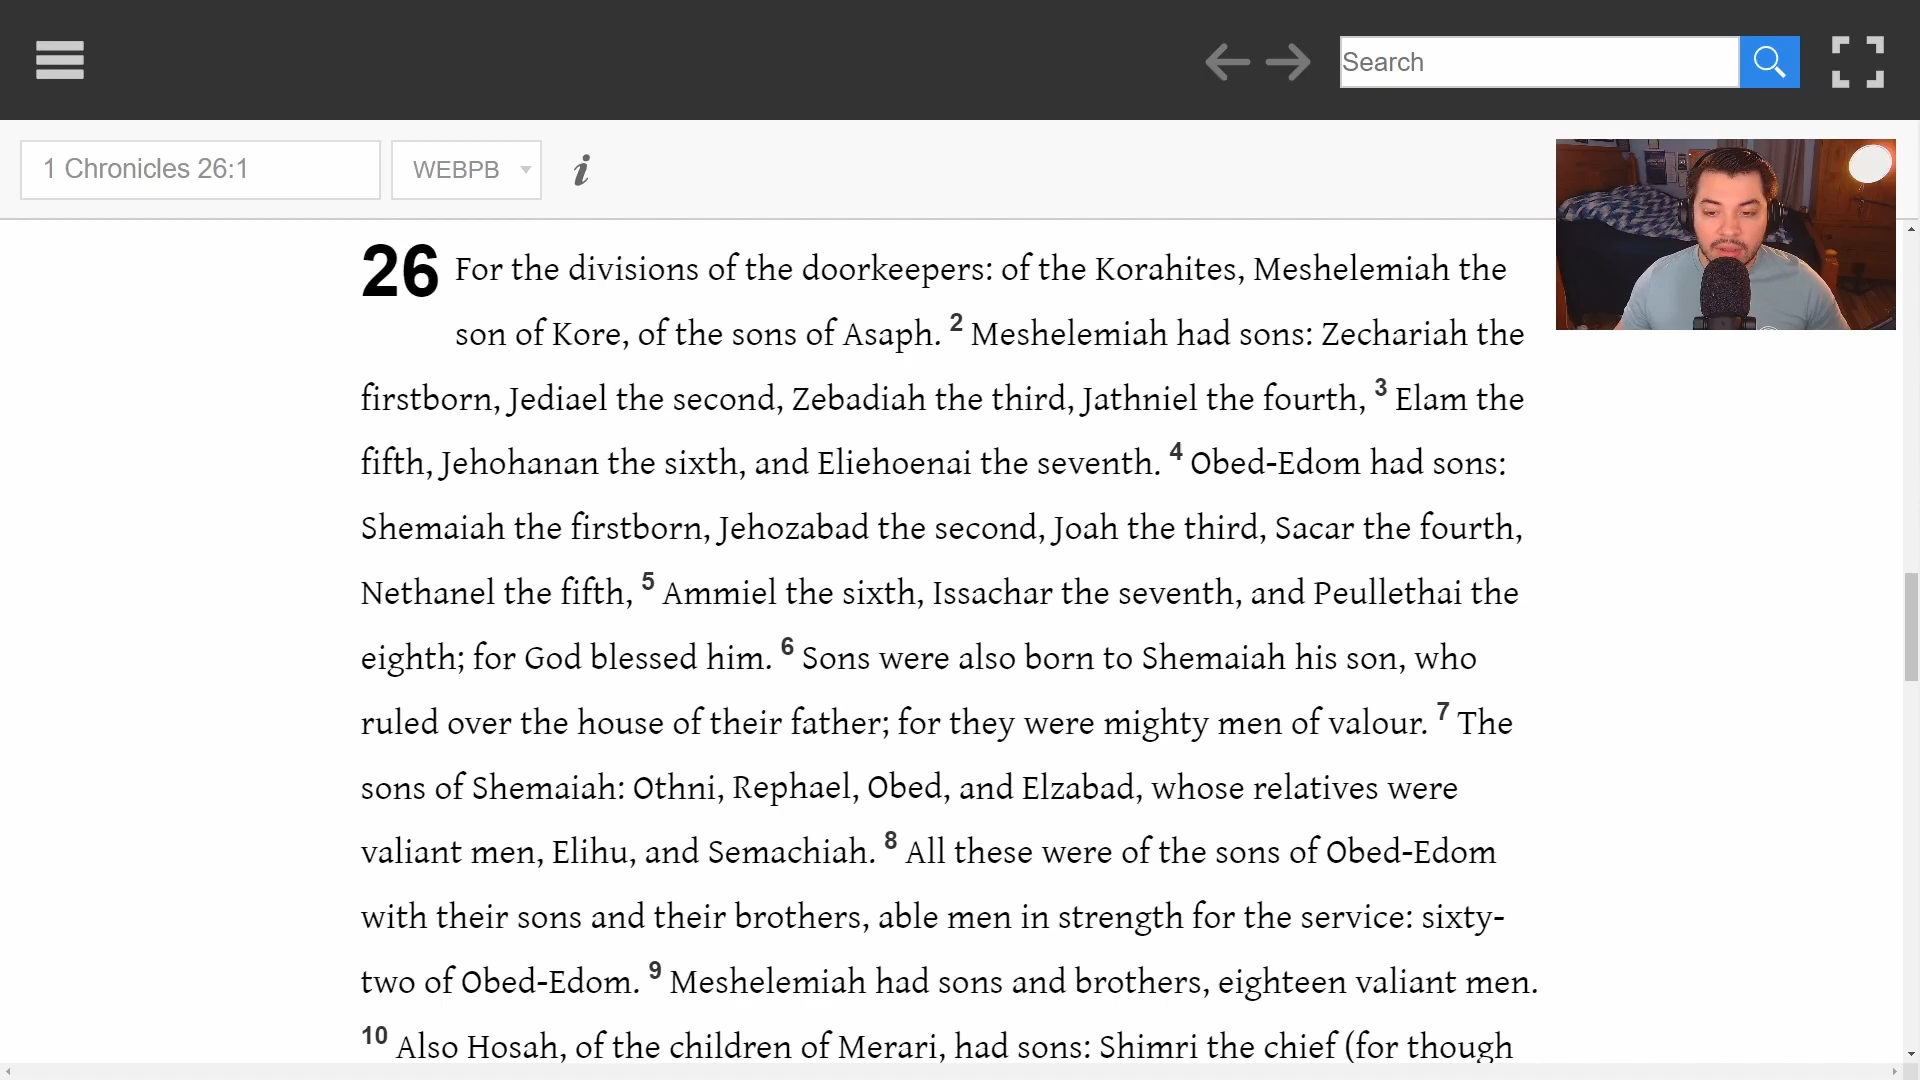 Search
1 Chronicles 26:1
WEBPB
i
26 For the divisions of the doorkeepers: of the Korahites, Meshelemiah the
son of Kore, of the sons of Asaph. 2 Meshelemiah had sons: Zechariah the
firstborn, Jediael the second, Zebadiah the third, Jathniel the fourth, 3 Elam the
fifth, Jehohanan the sixth, and Eliehoenai the seventh. 4 Obed-Edom had sons:
Shemaiah the firstborn, Jehozabad the second, Joah the third, Sacar the fourth,
Nethanel the fifth, 5 Ammiel the sixth, Issachar the seventh, and Peullethai the
eighth; for God blessed him. 6 Sons were also born to Shemaiah his son, who
ruled over the house of their father; for they were mighty men of valour. 7 The
sons of Shemaiah: Othni, Rephael, Obed, and Elzabad, whose relatives were
valiant men, Elihu, and Semachiah. 8 All these were of the sons of Obed-Edom
with their sons and their brothers, able men in strength for the service: sixty-
two of Obed-Edom. 9 Meshelemiah had sons and brothers, eighteen valiant men.
10 Also Hosah, of the children of Merari, had sons: Shimri the chief (for though